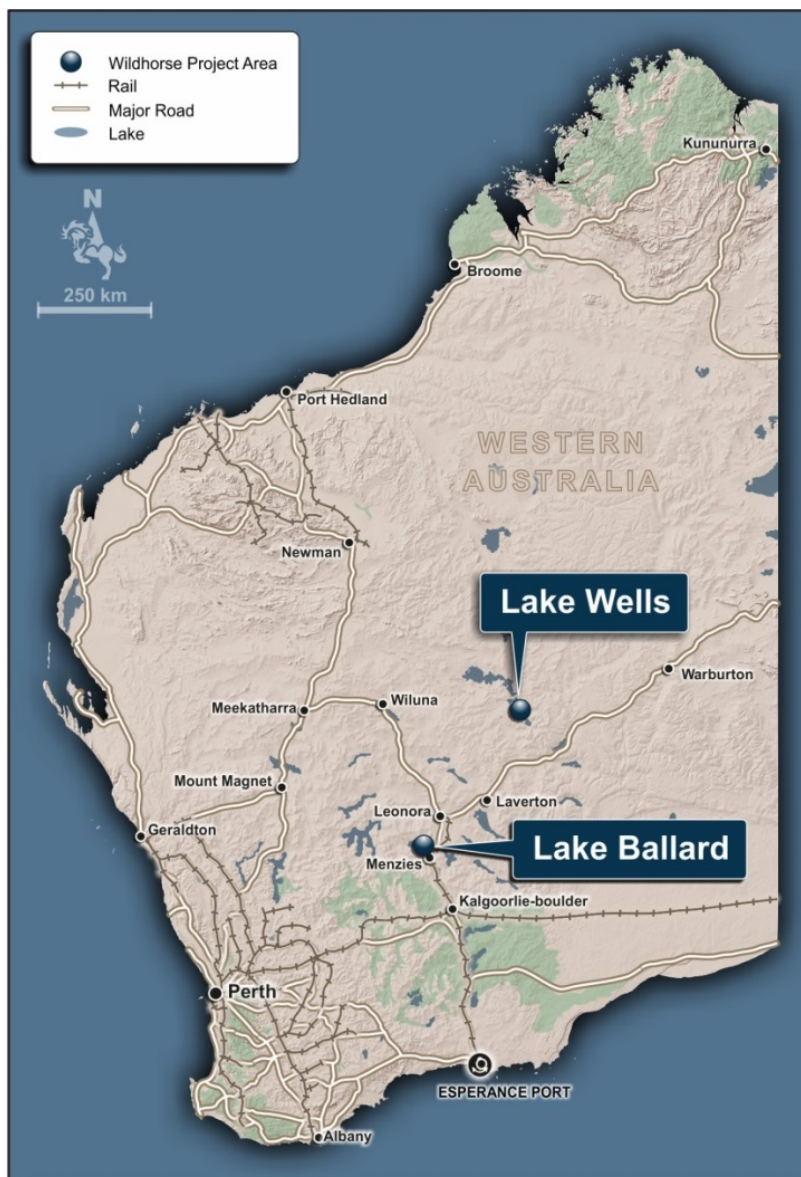 Wildhorse Project Area
Rail
Major Road
Lake
N
250 km
Kununurra
Broome
Port Hedland
WESTERN
AUSTRALIA
Newman
Lake Wells
Warburton
Meekatharra
Wiluna
Mount Magnet
Laverton
Leonora
Geraldton
Lake Ballard
Menzies
Kalgoorlie-boulder
Perth
ESPERANCE PORT
Albany